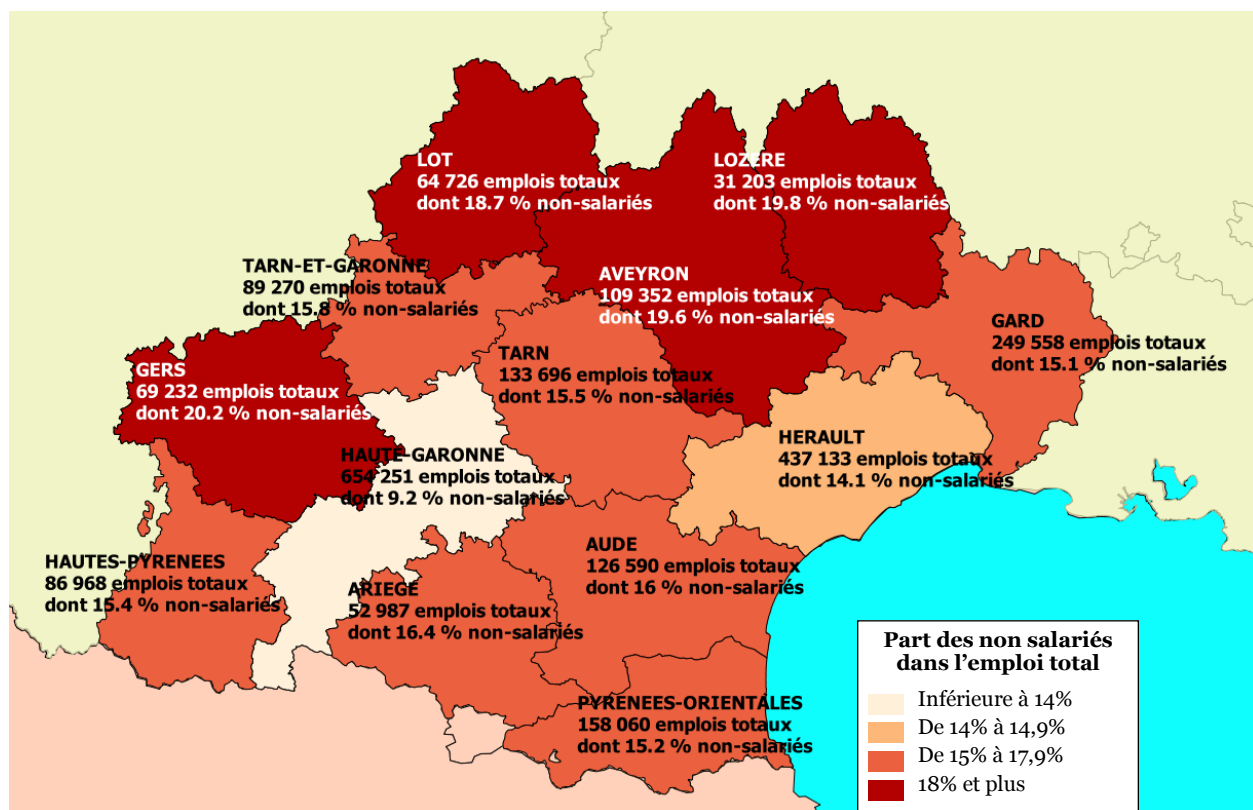 LOT
64 726 emplois totaux
dont 18.7 % non-salariés
LOZERE
31 203 emplois totaux
dont 19.8 % non-salariés
TARN-ET-GARONNE
89 270 emplois totaux
dont 15.8 % non-salariés
AVEYRON
109 352 emplois totaux
dont 19.6 % non-salariés
GARD
249 558 emplois totaux
dont 15.1 % non-salariés
GERS
69 232 emplois totaux
dont 20.2 % non-salariés
TARN
133 696 emplois totaux
dont 15.5 % non-salariés
HAUTE-GARONNE
654 251 emplois totaux
dont 9.2 % non-salariés
HERAULT
437 133 emplois totaux
dont 14.1 % non-salariés
HAUTES-PYRENEES
86 968 emplois totaux
dont 15.4 % non-salariés
ARIEGE
52 987 emplois totaux
dont 16.4 % non-salariés
AUDE
126 590 emplois totaux
dont 16 % non-salariés
PYRENEES-ORIENTALES
158 060 emplois totaux
dont 15.2 % non-salariés
Part des non salariés
dans l'emploi total
Inférieure à 14%
De 14% à 14,9%
De 15% à 17,9%
18% et plus